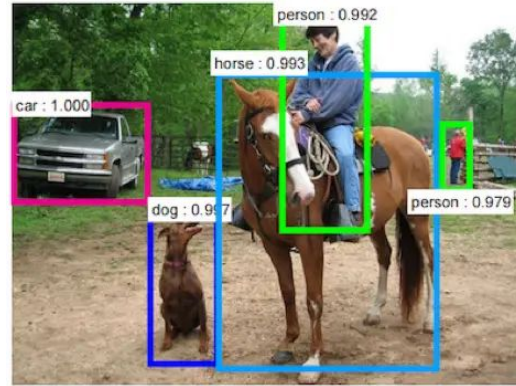 person : 0.992
horse : 0.993
car : 1.000
dog : 0.997
person : 0.979